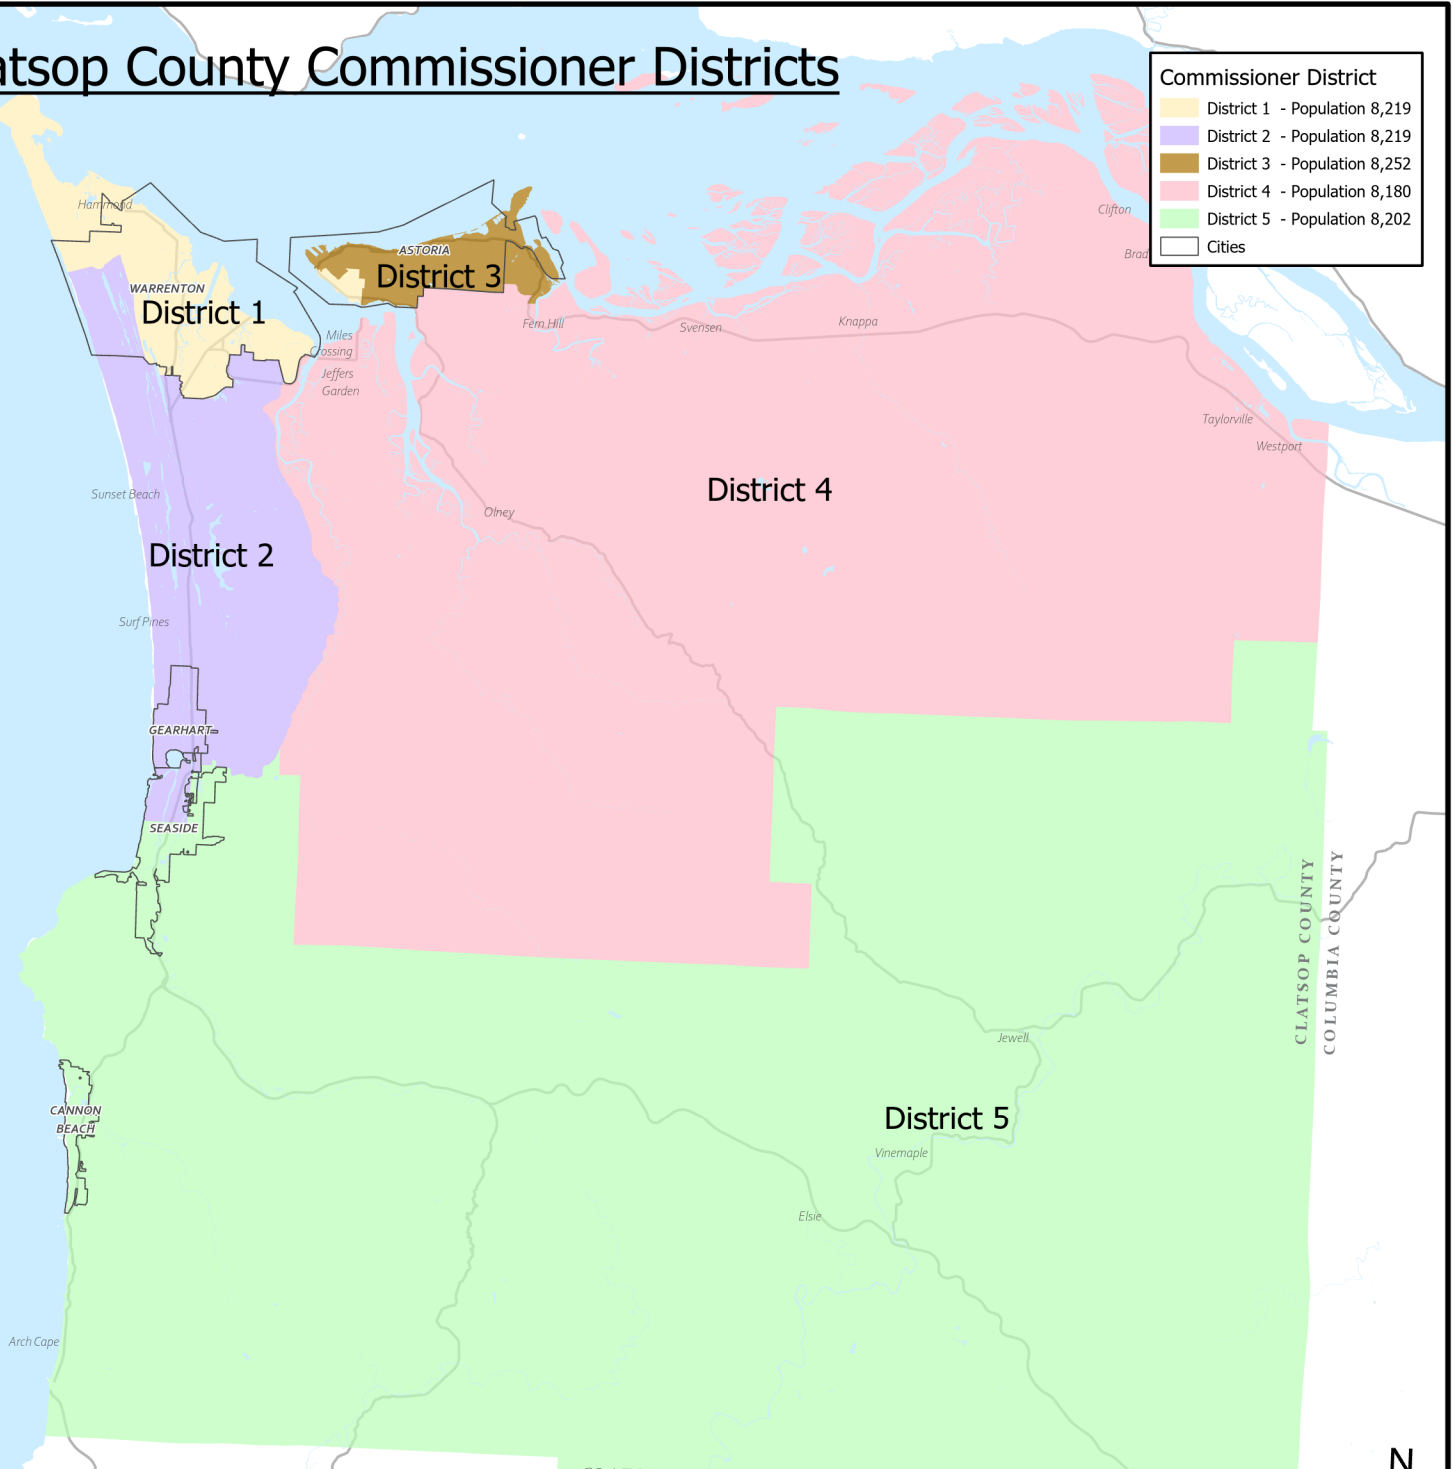 atsop County Commissioner Districts
Commissioner District
District 1 - Population 8,219
District 2 - Population 8,219
District 3 - Population 8,252
District 4 - Population 8,180
District 5 - Population 8,202
Cities
Hammond
Clifton
ASTORIA
Brad
District 3
WARRENTON
District 1
Fern Hill
Svensen
Knappa
Miles
Crossing
Jeffers
Garden
Taylorville
Westport
District 4
Sunset Beach
Olney
District 2
Surf Pines
GEARHART
SEASIDE
CLATSOP COUNTY
COLUMBIA COUNTY
Jewell
CANNON
BEACH
District 5
Vinemaple
Elsie
Arch Cape
N